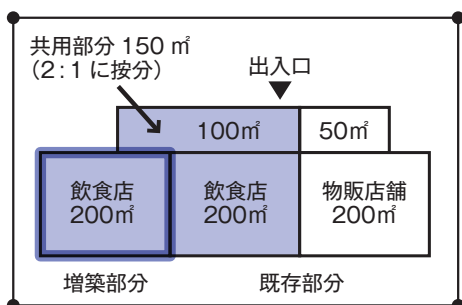 共用部分 150 ㎡
（2：1 に按分）
出入口
100㎡
50㎡
飲食店
200㎡
飲食店
200㎡
物販店舗
200㎡
増築部分
既存部分